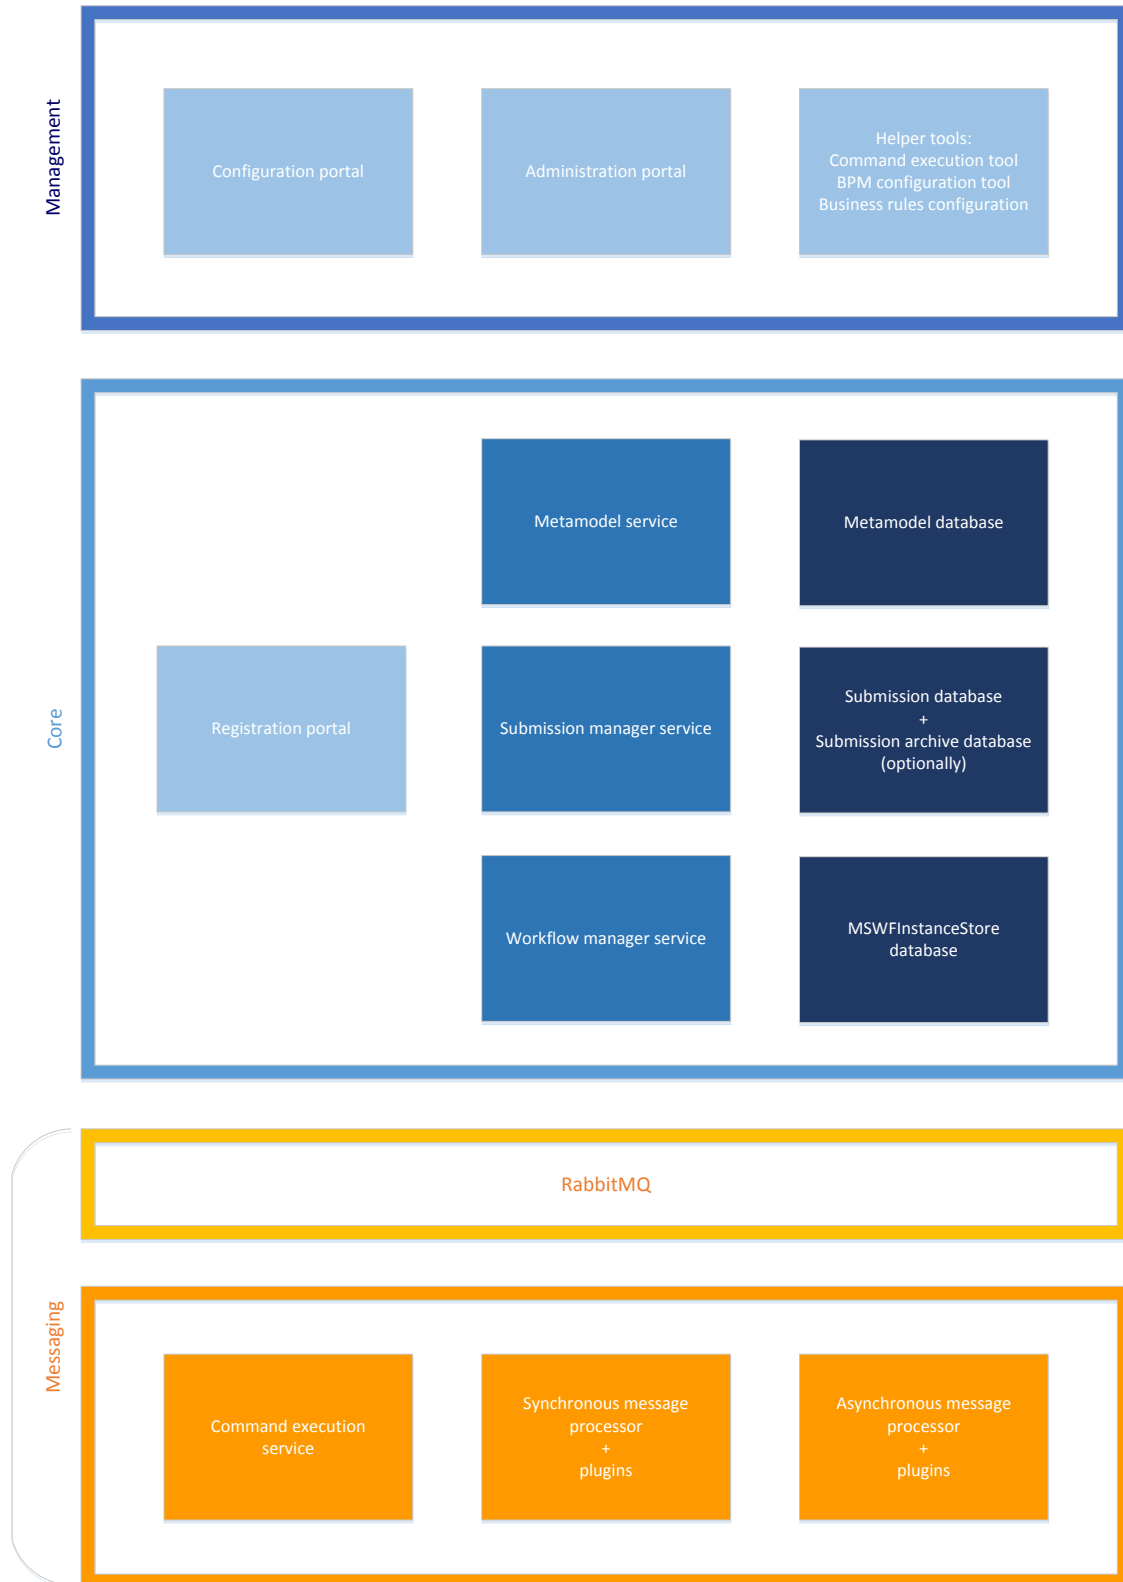 Management
Configuration portal
Administration portal
Helper tools:
Command execution tool
BPM configuration tool
Business rules configuration
Core
Metamodel service
Metamodel database
Registration portal
Submission manager service
Submission database
+
Submission archive database
(optionally)
Workflow manager service
MSWFInstanceStore
database
Messaging
RabbitMQ
Command execution
service
Synchronous message
processor
+
plugins
Asynchronous message
processor
+
plugins